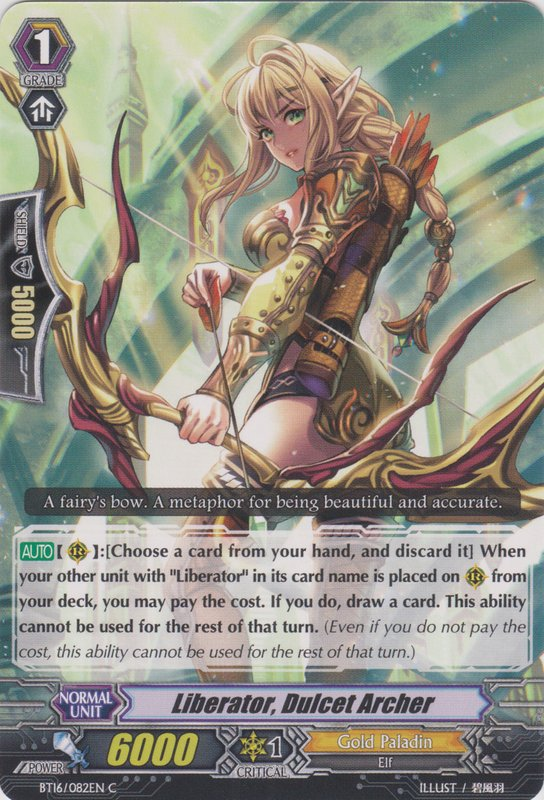 1
GRADE
SHIELD 5000
A fairy's bow. A metaphor for being beautiful and accurate.
AUTO【 R 】:[Choose a card from your hand, and discard it] When
your other unit with "Liberator" in its card name is placed on R from
your deck, you may pay the cost. If you do, draw a card. This ability
cannot be used for the rest of that turn. (Even if you do not pay the
cost, this ability cannot be used for the rest of that turn.)
NORMAL
UNIT
Liberator, Dulcet Archer
POWER 6000
1
CRITICAL
Gold Paladin
Elf
BT16/082EN C
ILLUST / 碧風羽